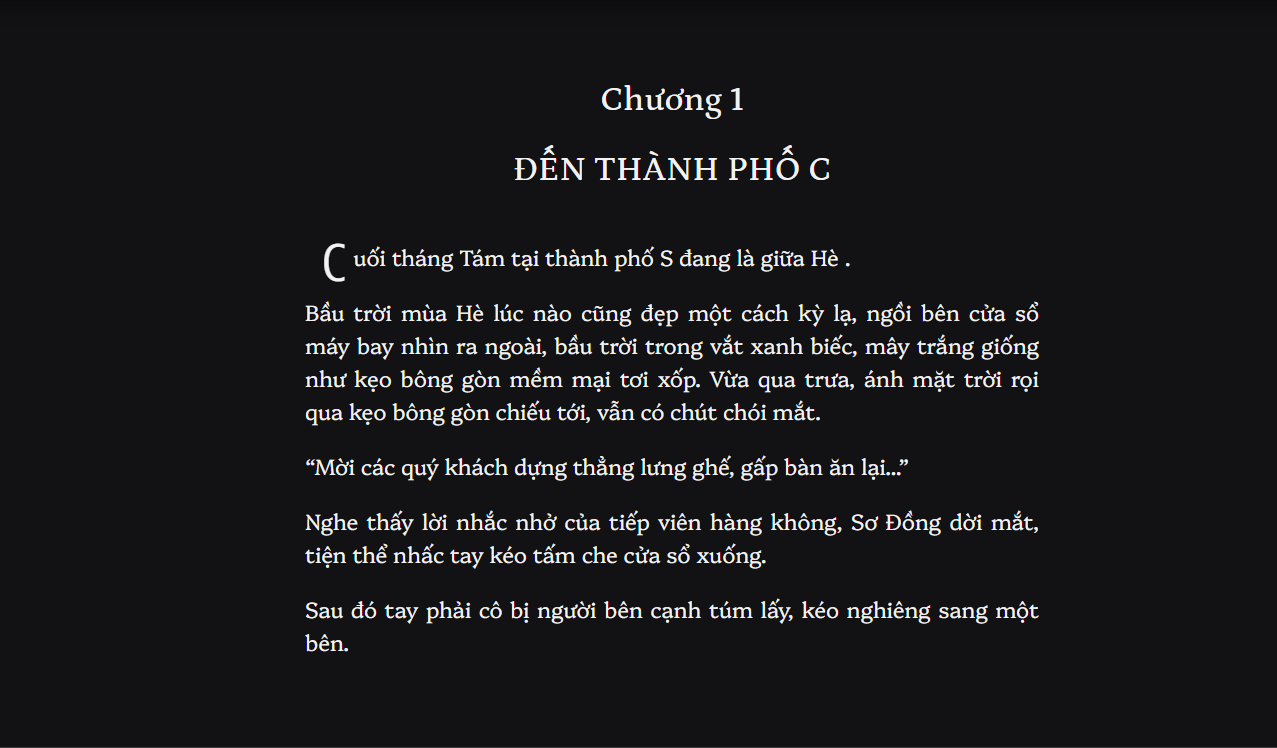 Chương 1
ĐẾN THÀNH PHỐ C
Cuối tháng Tám tại thành phố S đang là giữa Hè .
Bầu trời mùa Hè lúc nào cũng đẹp một cách kỳ lạ, ngồi bên cửa sổ
máy bay nhìn ra ngoài, bầu trời trong vắt xanh biếc, mây trắng giống
như kẹo bông gòn mềm mại tơi xốp. Vừa qua trưa, ánh mặt trời rọi
qua kẹo bông gòn chiếu tới, vẫn có chút chói mắt.
“Mời các quý khách dựng thẳng lưng ghế, gấp bàn ăn lại...”
Nghe thấy lời nhắc nhở của tiếp viên hàng không, Sơ Đồng dời mắt,
tiện thể nhấc tay kéo tấm che cửa sổ xuống.
Sau đó tay phải cô bị người bên cạnh túm lấy, kéo nghiêng sang một
bên.